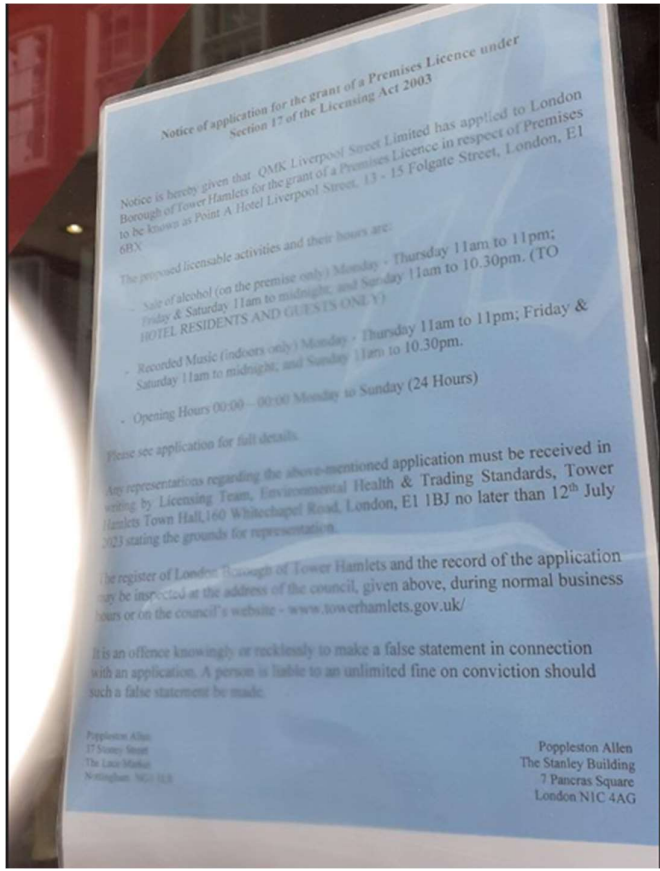 Notice of application for the grant of a Premises Licence under
Section 17 of the Licensing Act 2003
Notice is hereby given that QMK Liverpool Street Limited has applied to London
Borough of Tower Hamlets for the grant of a Premises Licence in respect of Premises
to be known as Point A Hotel Liverpool Street, 13 - 15 Folgate Street, London, E1
6BX
The proposed licensable activities and their hours are:
- Sale of alcohol (on the premise only) Monday - Thursday 11am to 11pm;
Friday & Saturday 11am to midnight; and Sunday 11am to 10.30pm. (TO
HOTEL RESIDENTS AND GUESTS ONLY)
- Recorded Music (indoors only) Monday - Thursday 11am to 11pm; Friday &
Saturday 11am to midnight; and Sunday 11am to 10.30pm.
- Opening Hours 00:00 – 00:00 Monday to Sunday (24 Hours)
Please see application for full details.
Any representations regarding the above-mentioned application must be received in
writing by Licensing Team, Environmental Health & Trading Standards, Tower
Hamlets Town Hall,160 Whitechapel Road, London, E1 1BJ no later than 12th July
2023 stating the grounds for representation.
The register of London Borough of Tower Hamlets and the record of the application
may be inspected at the address of the council, given above, during normal business
hours or on the council's website - www.towerhamlets.gov.uk/
It is an offence knowingly or recklessly to make a false statement in connection
with an application. A person is liable to an unlimited fine on conviction should
such a false statement be made.
Poppleston Allen
37 Stoney Street
The Lace Market
Nottingham
Poppleston Allen
The Stanley Building
7 Pancras Square
London N1C 4AG